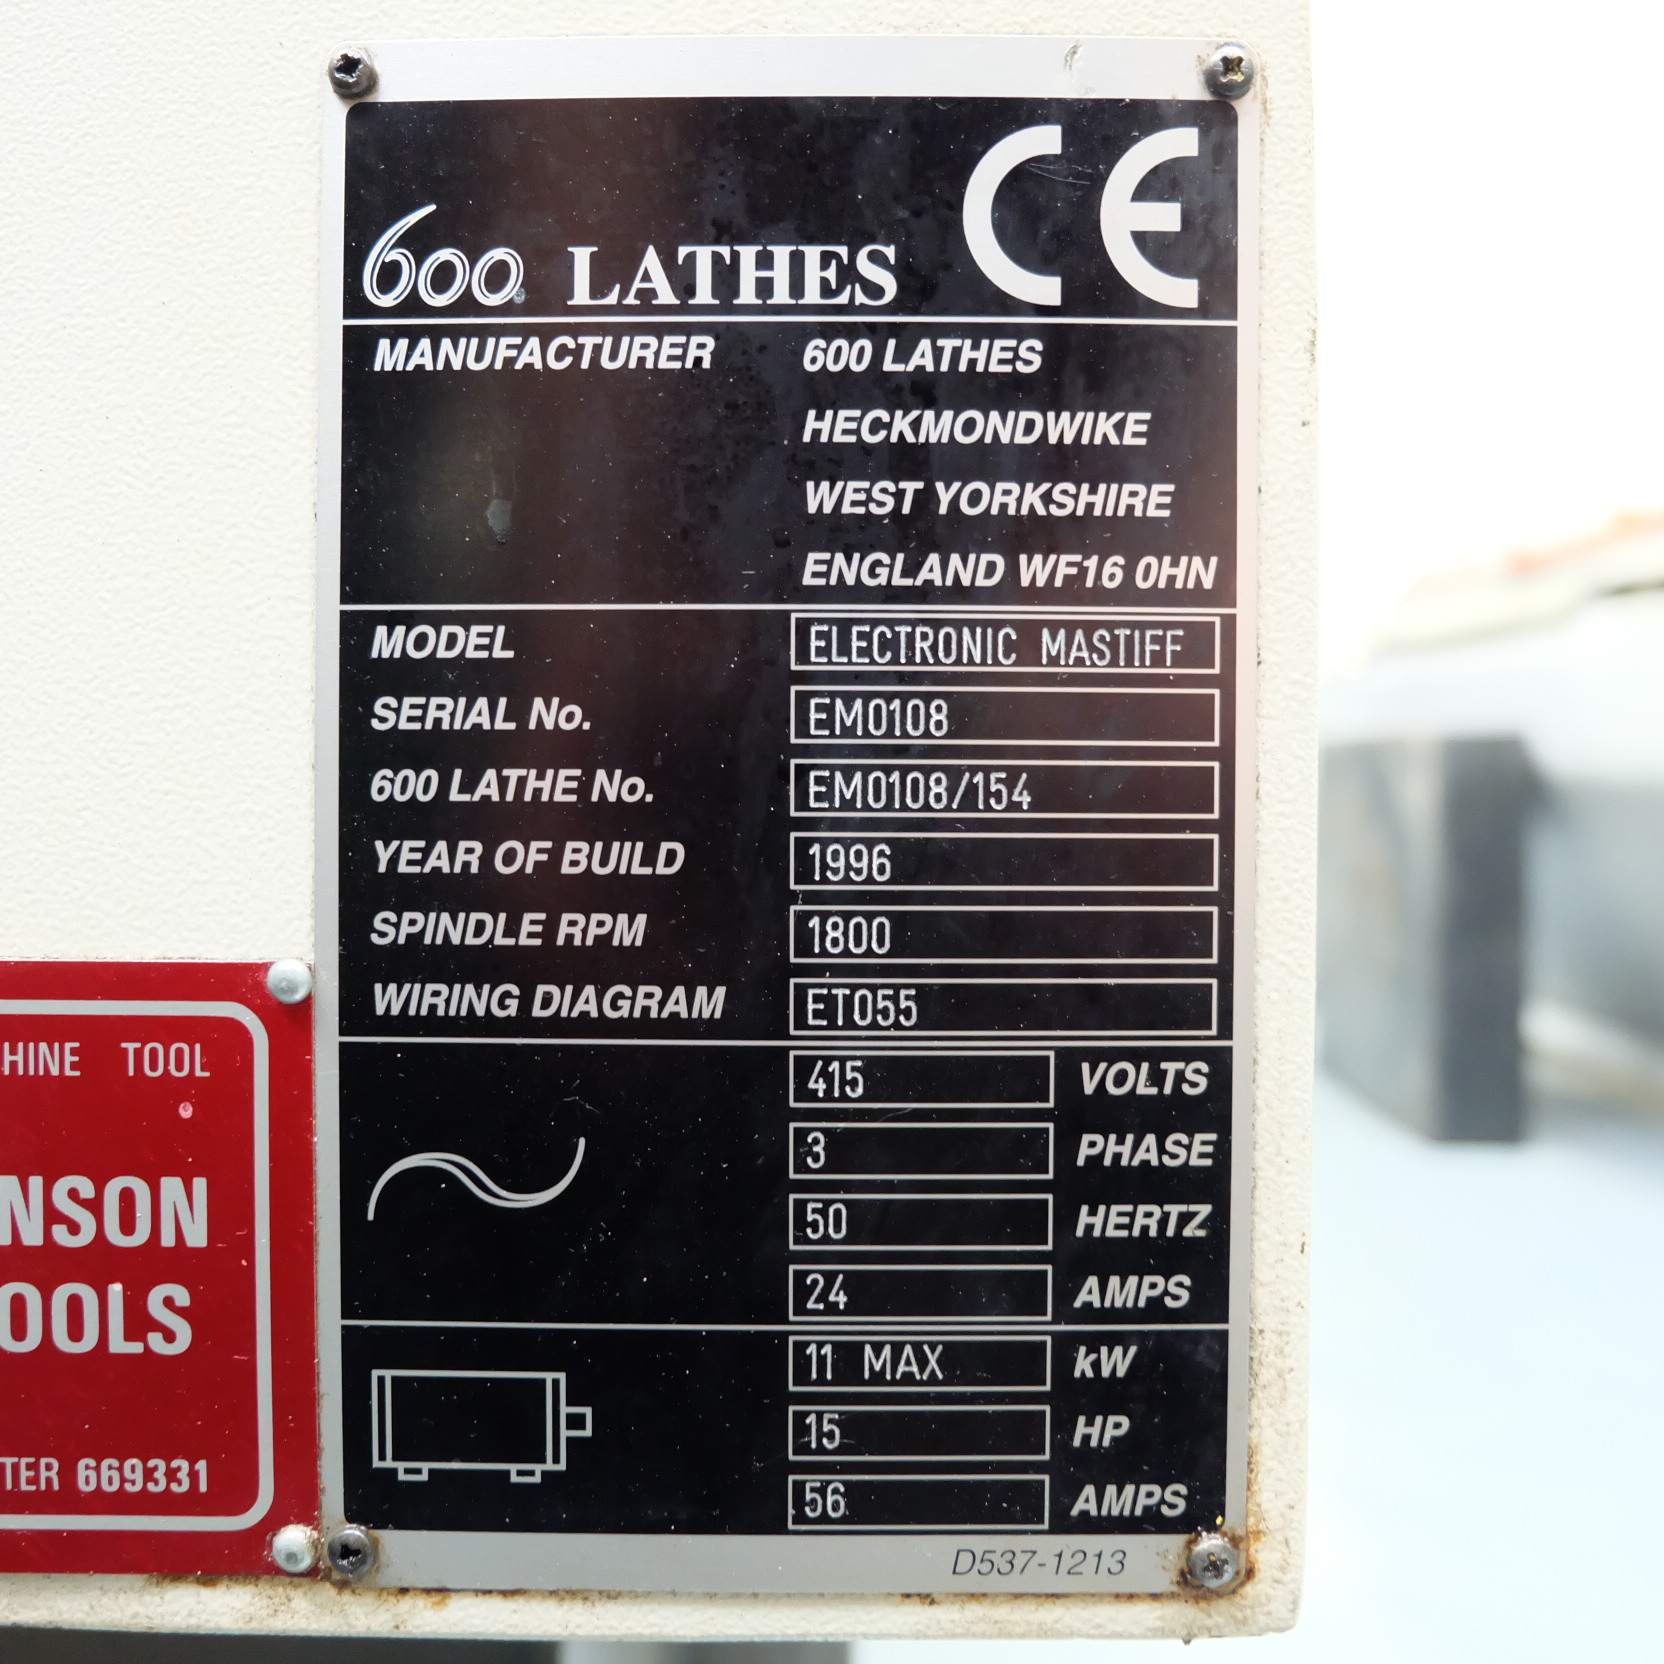 600 LATHES CE
MANUFACTURER 600 LATHES
HECKMONDWIKE
WEST YORKSHIRE
ENGLAND WF16 0HN
MODEL ELECTRONIC MASTIFF
SERIAL No. EM0108
600 LATHE No. EM0108/154
YEAR OF BUILD 1996
SPINDLE RPM 1800
WIRING DIAGRAM ET055
415 VOLTS
3 PHASE
50 HERTZ
24 AMPS
11 MAX kW
15 HP
56 AMPS
D537-1213
HINE TOOL
NSON
OOLS
TER 669331